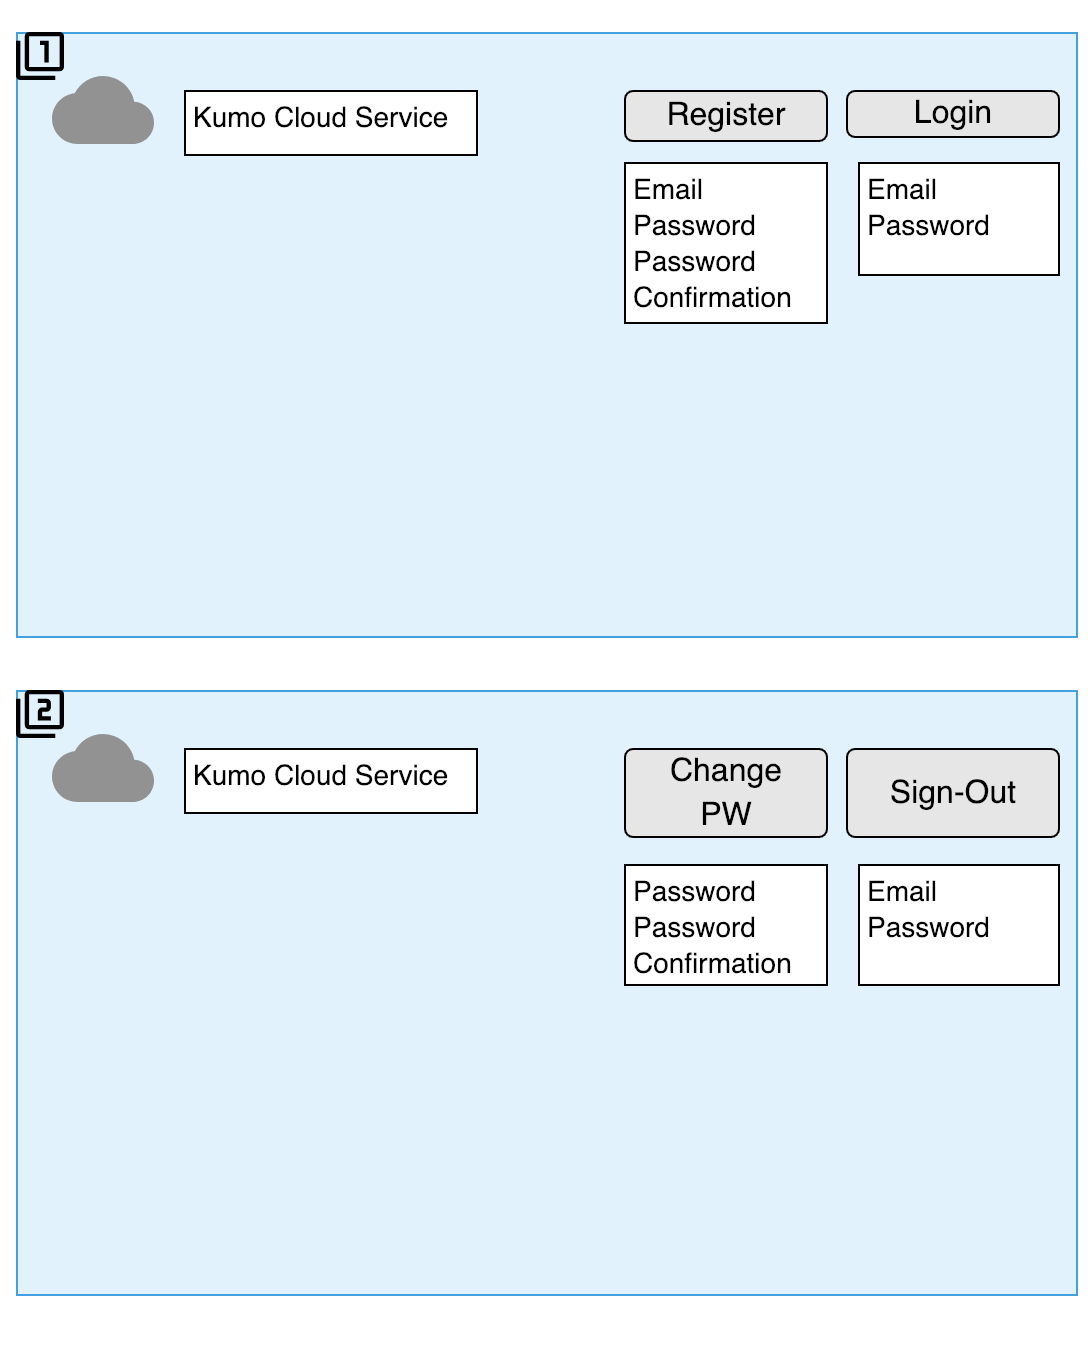 1
Kumo Cloud Service
Register
Login
Email
Password
Password
Confirmation
Email
Password
2
Kumo Cloud Service
Change
PW
Sign-Out
Password
Password
Confirmation
Email
Password